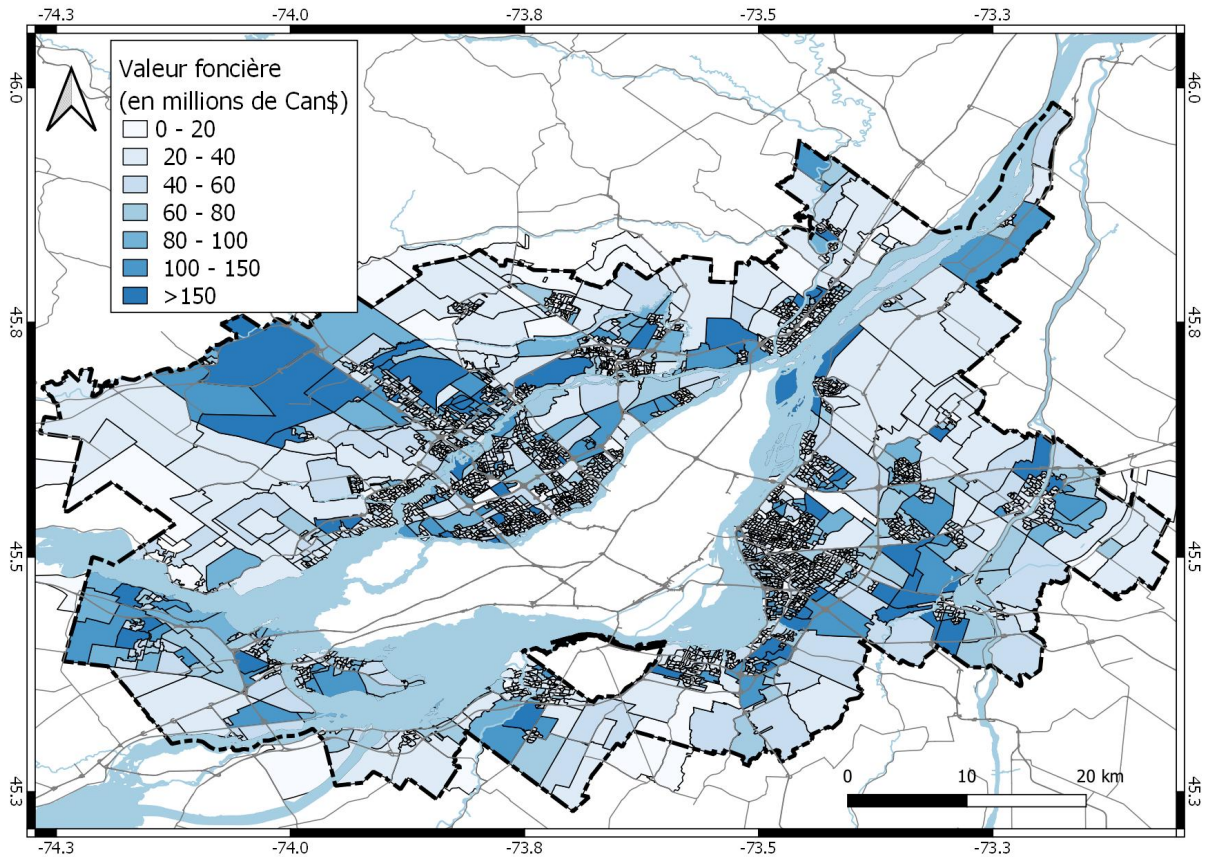 -74.3 -74.0 -73.8 -73.5 -73.3
Valeur foncière
(en millions de Can$)
0 - 20
20 - 40
40 - 60
60 - 80
80 - 100
100 - 150
>150
46.0 46.0
45.8 45.8
45.5 45.5
45.3 45.3
0 10 20 km
-74.3 -74.0 -73.8 -73.5 -73.3